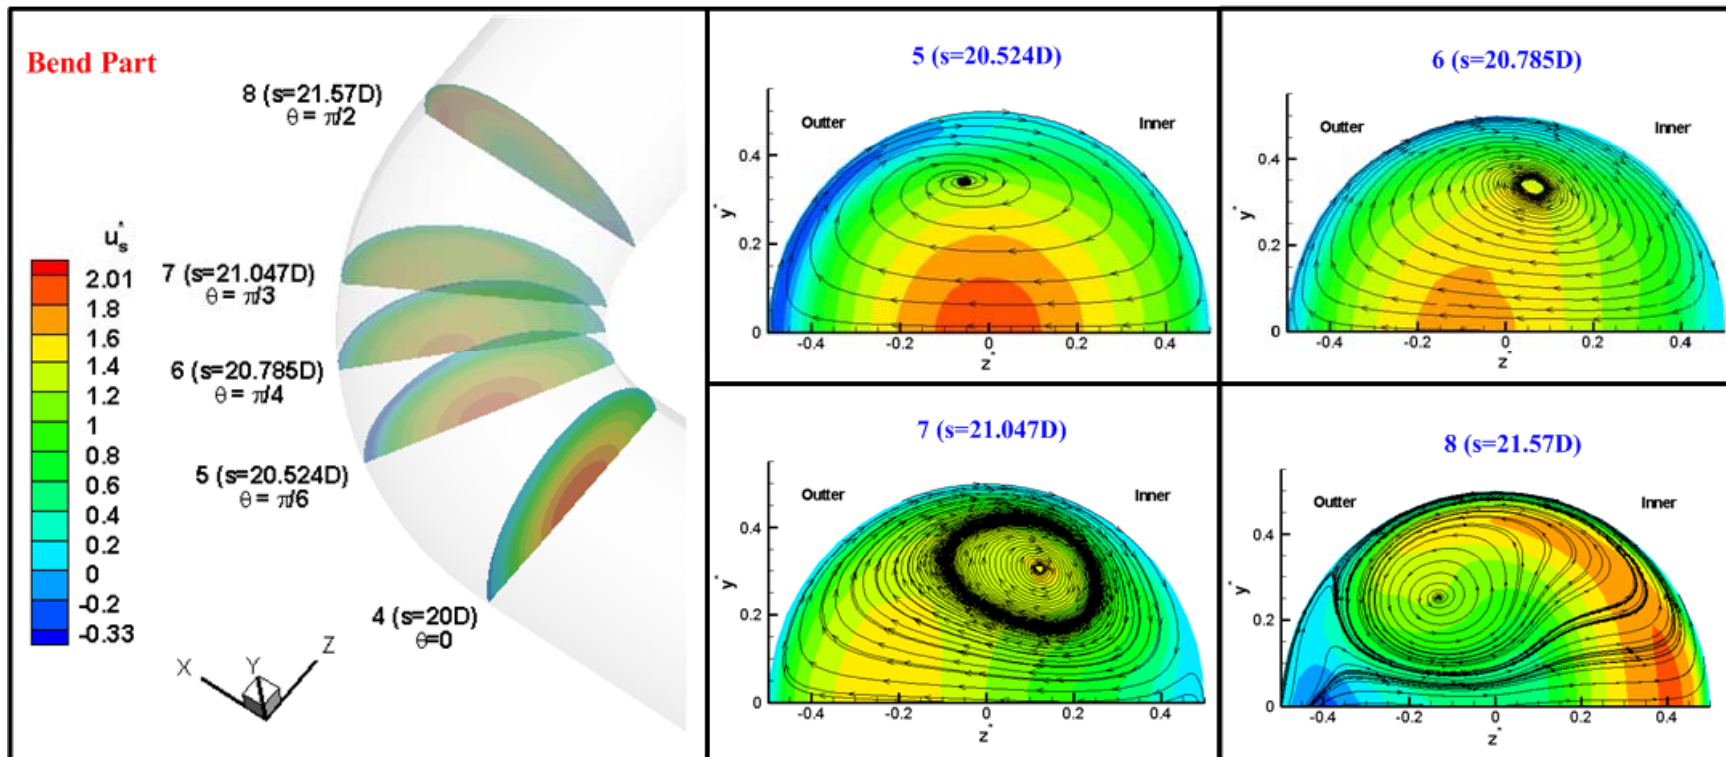 Bend Part
8 (s=21.57D)
θ = π/2
7 (s=21.047D)
θ = π/3
6 (s=20.785D)
θ = π/4
5 (s=20.524D)
θ = π/6
4 (s=20D)
θ=0
u*s
2.01
1.8
1.6
1.4
1.2
1
0.8
0.6
0.4
0.2
0
-0.2
-0.33
X
Y
Z
5 (s=20.524D)
Outter
Inner
0.4
0.2
0
y*
-0.4
-0.2
0
0.2
0.4
z*
6 (s=20.785D)
Outter
Inner
0.4
0.2
0
y*
-0.4
-0.2
0
0.2
0.4
z*
7 (s=21.047D)
Outter
Inner
0.4
0.2
0
y*
-0.4
-0.2
0
0.2
0.4
z*
8 (s=21.57D)
Outter
Inner
0.4
0.2
0
y*
-0.4
-0.2
0
0.2
0.4
z*